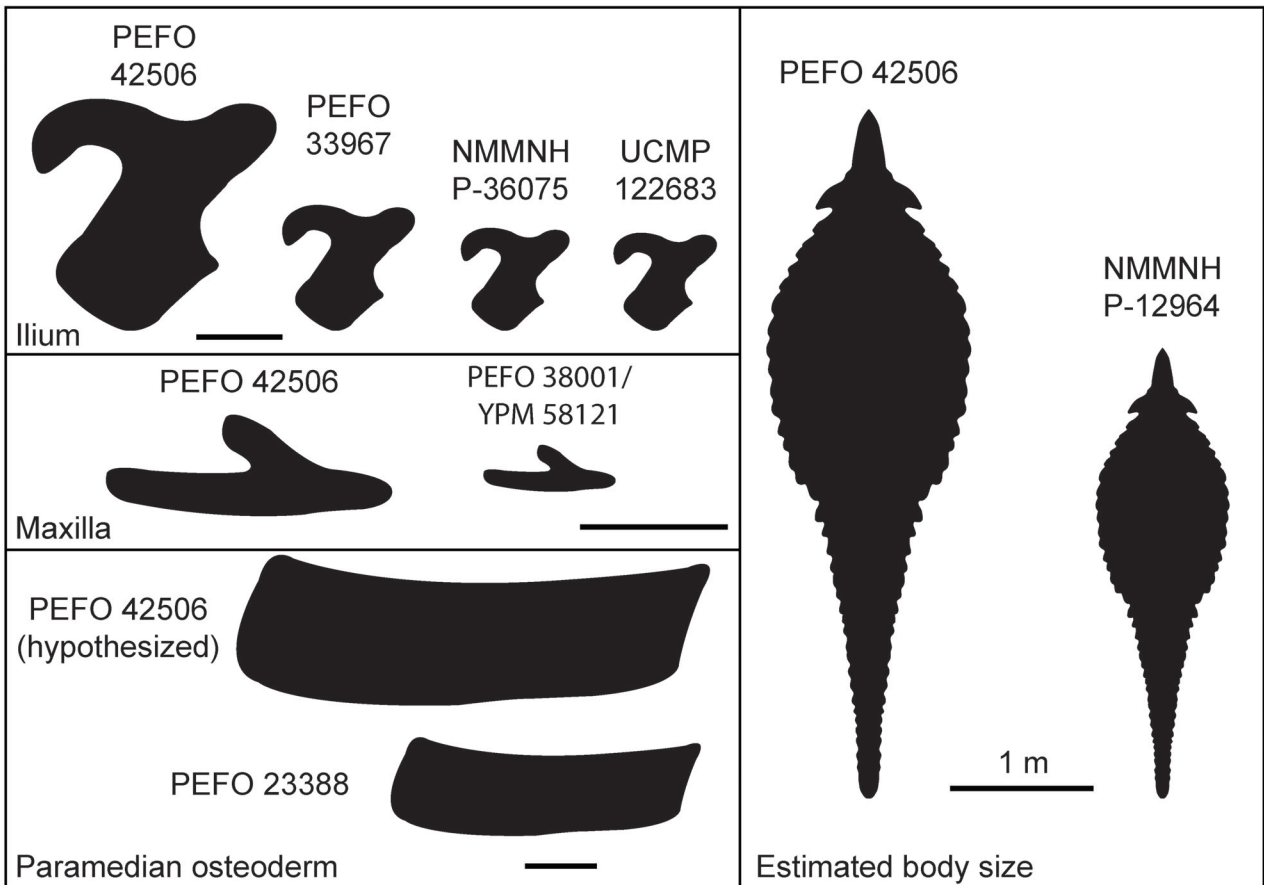 PEFO
42506
PEFO
33967
NMMNH
P-36075
UCMP
122683
Ilium
PEFO 42506
PEFO 38001/
YPM 58121
Maxilla
PEFO 42506
(hypothesized)
PEFO 23388
Paramedian osteoderm
PEFO 42506
NMMNH
P-12964
1 m
Estimated body size